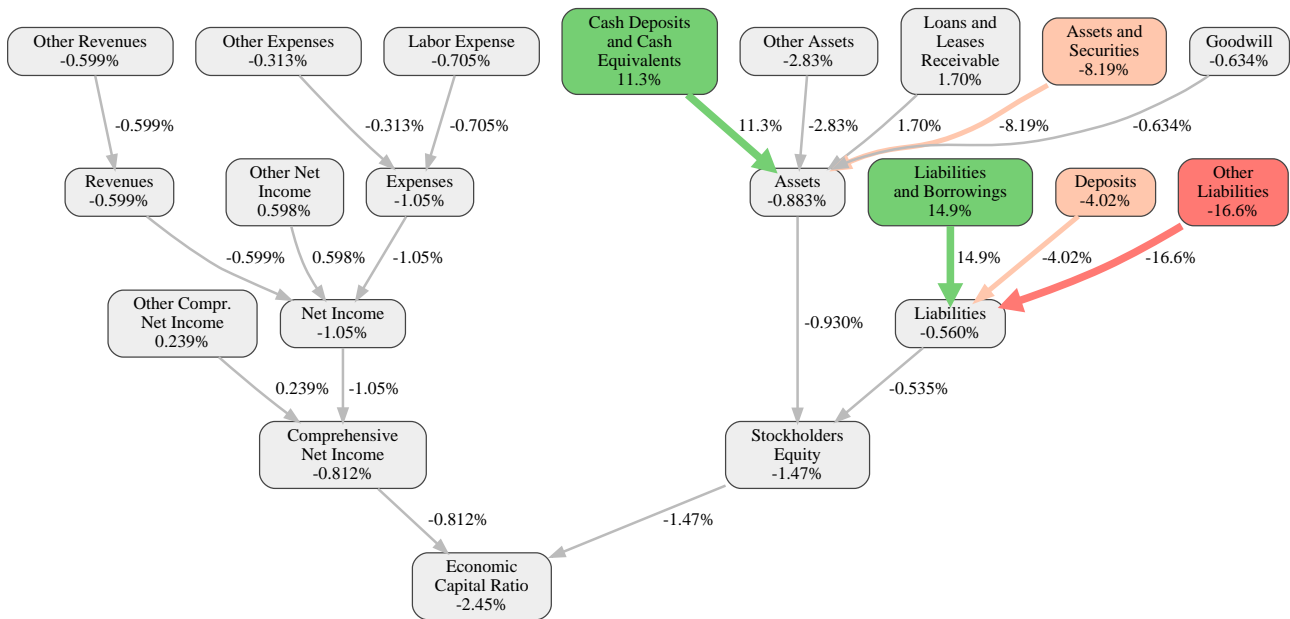 Other Revenues
-0.599%
Other Expenses
-0.313%
Labor Expense
-0.705%
Cash Deposits
and Cash
Equivalents
11.3%
Other Assets
-2.83%
Loans and
Leases
Receivable
1.70%
Assets and
Securities
-8.19%
Goodwill
-0.634%
-0.599%
-0.313%
-0.705%
11.3%
-2.83%
1.70%
-8.19%
-0.634%
Revenues
-0.599%
Other Net
Income
0.598%
Expenses
-1.05%
Assets
-0.883%
Liabilities
and Borrowings
14.9%
Deposits
-4.02%
Other
Liabilities
-16.6%
-0.599%
0.598%
-1.05%
14.9%
-4.02%
-16.6%
Other Compr.
Net Income
0.239%
Net Income
-1.05%
-0.930%
Liabilities
-0.560%
0.239%
-1.05%
-0.535%
Comprehensive
Net Income
-0.812%
Stockholders
Equity
-1.47%
-0.812%
-1.47%
Economic
Capital Ratio
-2.45%